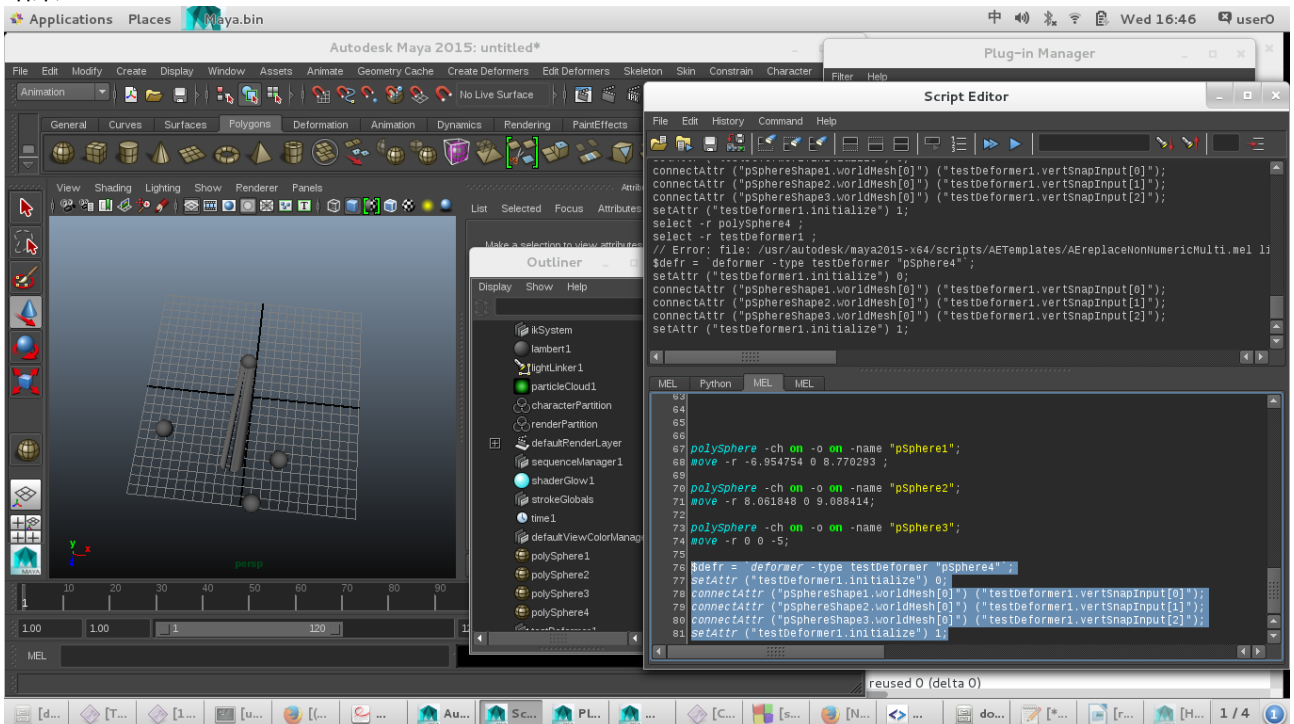 Applications Places Maya.bin
中 Wed 16:46 userO
Autodesk Maya 2015: untitled*
File Edit Modify Create Display Window Assets Animate Geometry Cache Create Deformers Edit Deformers Skeleton Skin Constrain Character
Animation
No Live Surface
General Curves Surfaces Polygons Deformation Animation Dynamics Rendering PaintEffects
View Shading Lighting Show Renderer Panels
List Selected Focus Attributes
Make a selection to view attributes
y x
persp
Outliner
Display Show Help
ikSystem
lambert1
lightLinker1
particleCloud1
characterPartition
renderPartition
defaultRenderLayer
sequenceManager1
shaderGlow1
strokeGlobals
time1
defaultViewColorManag
polySphere1
polySphere2
polySphere3
polySphere4
1 10 20 30 40 50 60 70 80 90
1.00 1.00 1 120
MEL
MAYA
Plug-in Manager
Filter Help
Script Editor
File Edit History Command Help
connectAttr ("pSphereShape1.worldMesh[0]") ("testDeformer1.vertSnapInput[0]");
connectAttr ("pSphereShape2.worldMesh[0]") ("testDeformer1.vertSnapInput[1]");
connectAttr ("pSphereShape3.worldMesh[0]") ("testDeformer1.vertSnapInput[2]");
setAttr ("testDeformer1.initialize") 1;
select -r polySphere4 ;
select -r testDeformer1 ;
// Error: file: /usr/autodesk/maya2015-x64/scripts/AETemplates/AEreplaceNonNumericMulti.mel li
$defr = `deformer -type testDeformer "pSphere4"`;
setAttr ("testDeformer1.initialize") 0;
connectAttr ("pSphereShape1.worldMesh[0]") ("testDeformer1.vertSnapInput[0]");
connectAttr ("pSphereShape2.worldMesh[0]") ("testDeformer1.vertSnapInput[1]");
connectAttr ("pSphereShape3.worldMesh[0]") ("testDeformer1.vertSnapInput[2]");
setAttr ("testDeformer1.initialize") 1;
MEL Python MEL MEL
63
64
65
66
67 polySphere -ch on -o on -name "pSphere1";
68 move -r -6.954754 0 8.770293 ;
69
70 polySphere -ch on -o on -name "pSphere2";
71 move -r 8.061848 0 9.088414;
72
73 polySphere -ch on -o on -name "pSphere3";
74 move -r 0 0 -5;
75
76 $defr = `deformer -type testDeformer "pSphere4"`;
77 setAttr ("testDeformer1.initialize") 0;
78 connectAttr ("pSphereShape1.worldMesh[0]") ("testDeformer1.vertSnapInput[0]");
79 connectAttr ("pSphereShape2.worldMesh[0]") ("testDeformer1.vertSnapInput[1]");
80 connectAttr ("pSphereShape3.worldMesh[0]") ("testDeformer1.vertSnapInput[2]");
81 setAttr ("testDeformer1.initialize") 1;
reused 0 (delta 0)
[d... [T... [1... [u... [(... ... Au... Sc... PL... ... [C... [s... [N... ... do... [*... [r... [H... 1 / 4 1